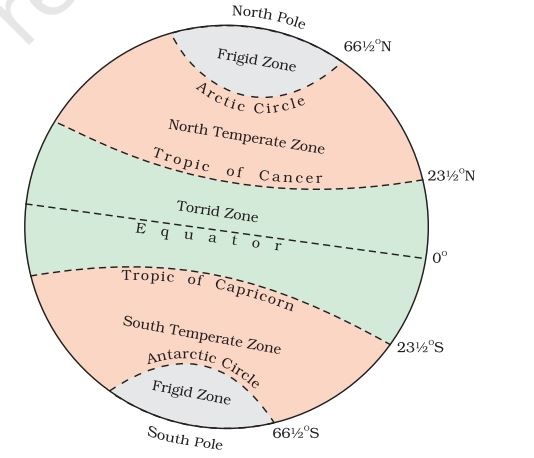 North Pole
66½°N
Frigid Zone
Arctic Circle
North Temperate Zone
Tropic of Cancer
23½°N
Torrid Zone
Equator
0°
Tropic of Capricorn
South Temperate Zone
23½°S
Antarctic Circle
Frigid Zone
66½°S
South Pole